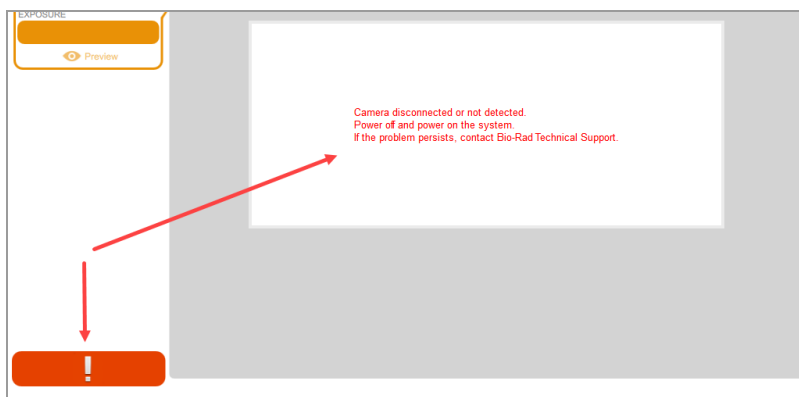 EXPOSURE
Preview
Camera disconnected or not detected.
Power off and power on the system.
If the problem persists, contact Bio-Rad Technical Support.
!